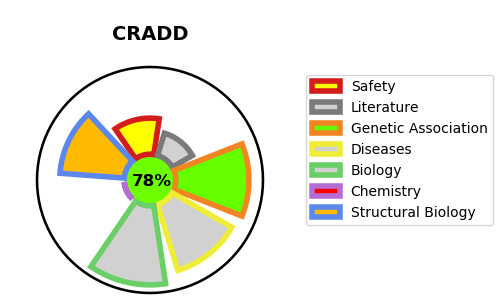 CRADD
78%
Safety
Literature
Genetic Association
Diseases
Biology
Chemistry
Structural Biology